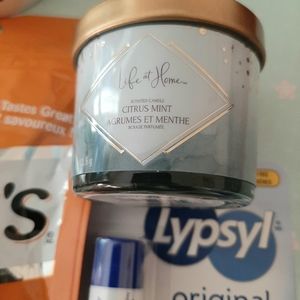 Life at Home
SCENTED CANDLE
CITRUS MINT
AGRUMES ET MENTHE
BOUGIE PARFUMÉE
Tastes Great
savoureux
'S
Lypsyl
original